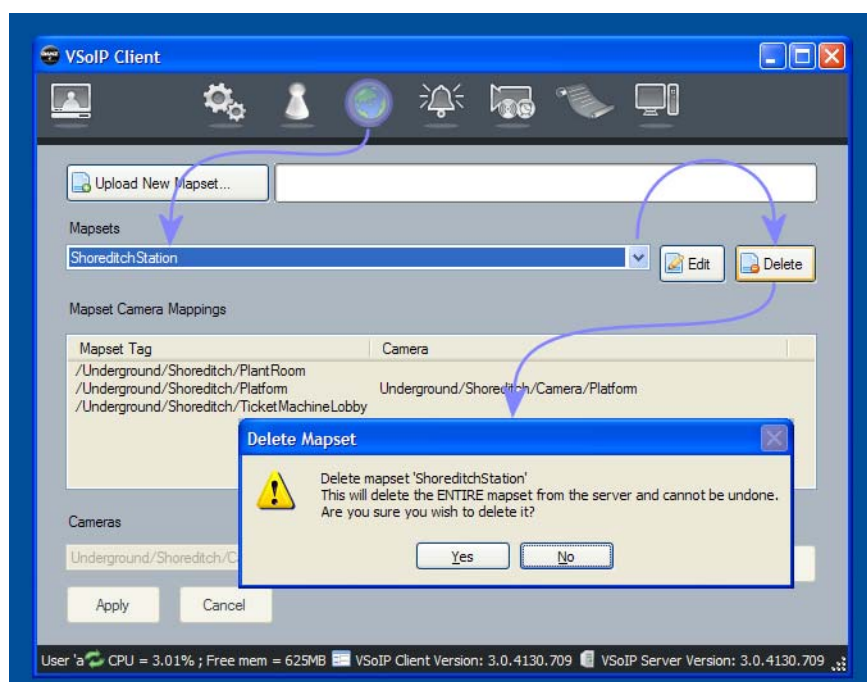 VSoIP Client
Upload New Mapset...
Mapsets
ShoreditchStation
Edit
Delete
Mapset Camera Mappings
Mapset Tag Camera
/Underground/Shoreditch/PlantRoom
/Underground/Shoreditch/Platform Underground/Shoreditch/Camera/Platform
/Underground/Shoreditch/TicketMachineLobby
Delete Mapset
Delete mapset 'ShoreditchStation'
This will delete the ENTIRE mapset from the server and cannot be undone.
Are you sure you wish to delete it?
Yes No
Cameras
Underground/Shoreditch/C
Apply Cancel
User 'a CPU = 3.01% ; Free mem = 625MB VSoIP Client Version: 3.0.4130.709 VSoIP Server Version: 3.0.4130.709